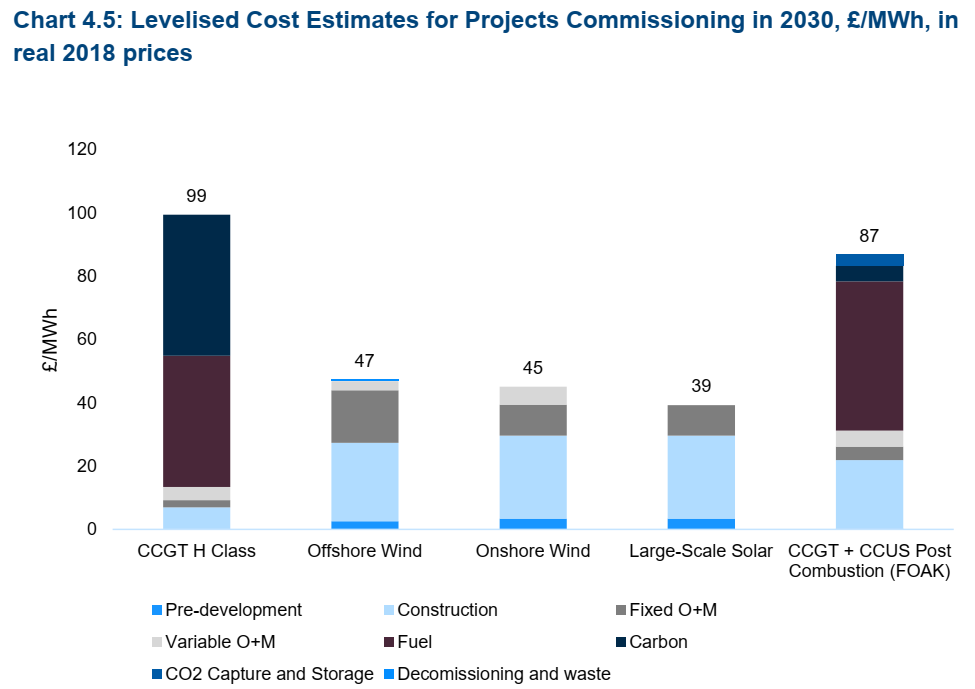 Chart 4.5: Levelised Cost Estimates for Projects Commissioning in 2030, £/MWh, in
real 2018 prices
120
100
80
60
40
20
0
£/MWh
99
47
45
39
87
CCGT H Class
Offshore Wind
Onshore Wind
Large-Scale Solar
CCGT + CCUS Post
Combustion (FOAK)
Pre-development
Construction
Fixed O+M
Variable O+M
Fuel
Carbon
CO2 Capture and Storage
Decomissioning and waste